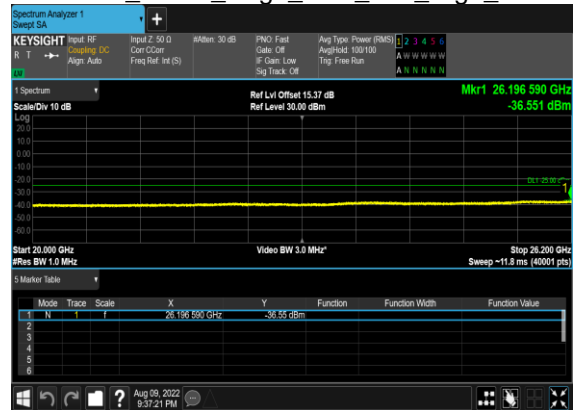 Spectrum Analyzer 1
Swept SA
KEYSIGHT
R T
LW
Input: RF
Coupling: DC
Align: Auto
Input Z: 50 Ω
Corr CCorr
Freq Ref: Int (S)
#Atten: 30 dB
PNO: Fast
Gate: Off
IF Gain: Low
Sig Track: Off
Avg Type: Power (RMS)
Avg|Hold: 100/100
Trig: Free Run
1 2 3 4 5 6
A W W W W W
A N N N N N
1 Spectrum
Scale/Div 10 dB
Log
Ref Lvl Offset 15.37 dB
Ref Level 30.00 dBm
Mkr1 26.196 590 GHz
-36.551 dBm
20.0
10.0
0.00
-10.0
-20.0
-30.0
-40.0
-50.0
-60.0
DL1 -25.00
1
Start 20.000 GHz
#Res BW 1.0 MHz
Video BW 3.0 MHz*
Stop 26.200 GHz
Sweep ~11.8 ms (40001 pts)
5 Marker Table
Mode Trace Scale X Y Function Function Width Function Value
1 N 1 f 26.196 590 GHz -36.55 dBm
2
3
4
5
6
? Aug 09, 2022
9:37:21 PM